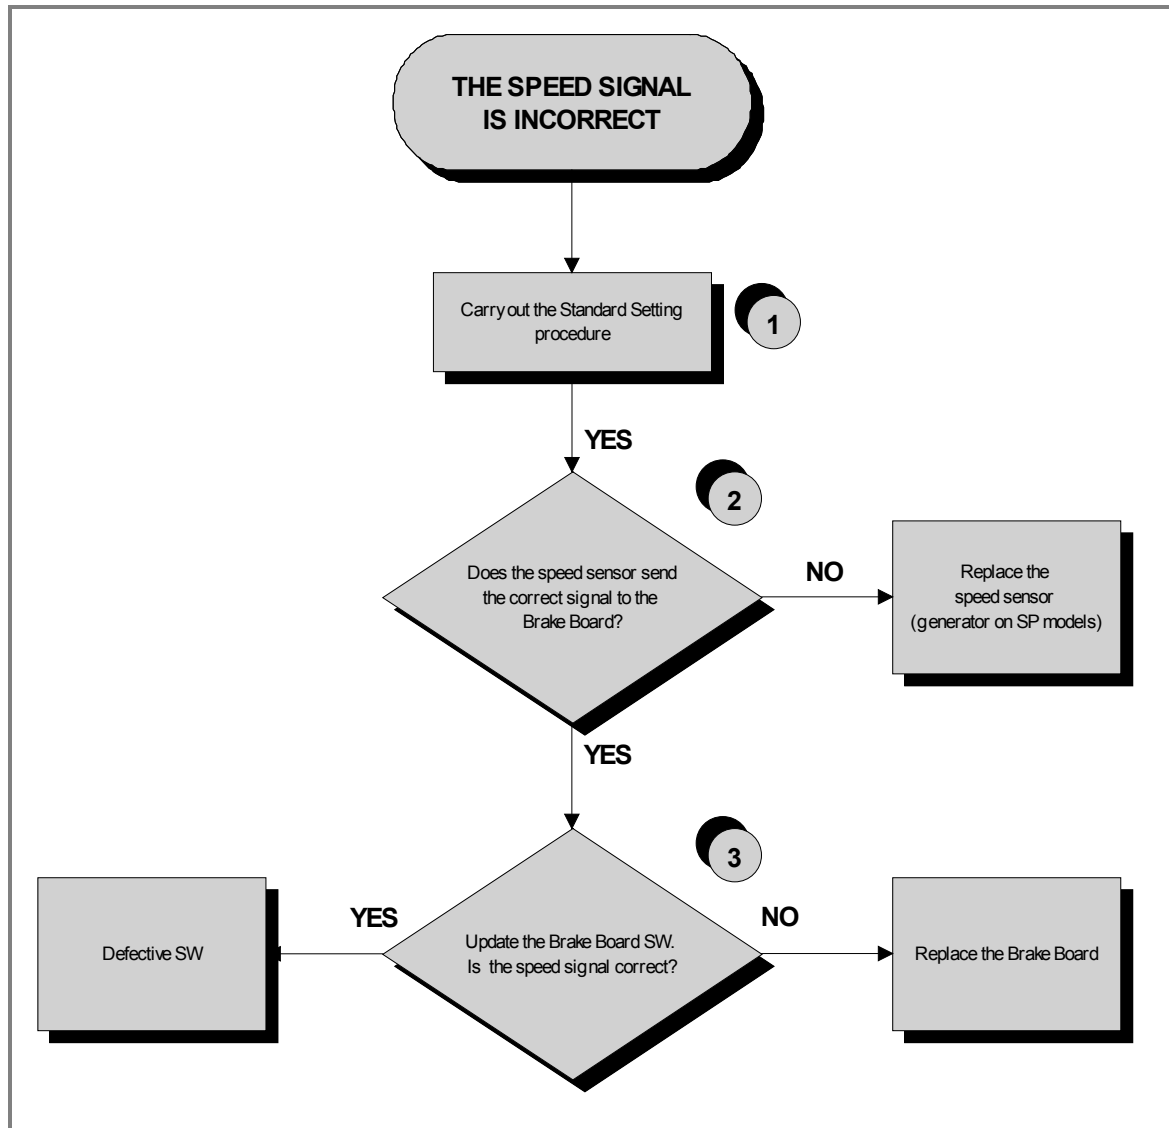 THE SPEED SIGNAL
IS INCORRECT
Carry out the Standard Setting
procedure
1
YES
2
Does the speed sensor send
the correct signal to the
Brake Board?
NO
Replace the
speed sensor
(generator on SP models)
YES
3
YES
Defective SW
Update the Brake Board SW.
Is the speed signal correct?
NO
Replace the Brake Board